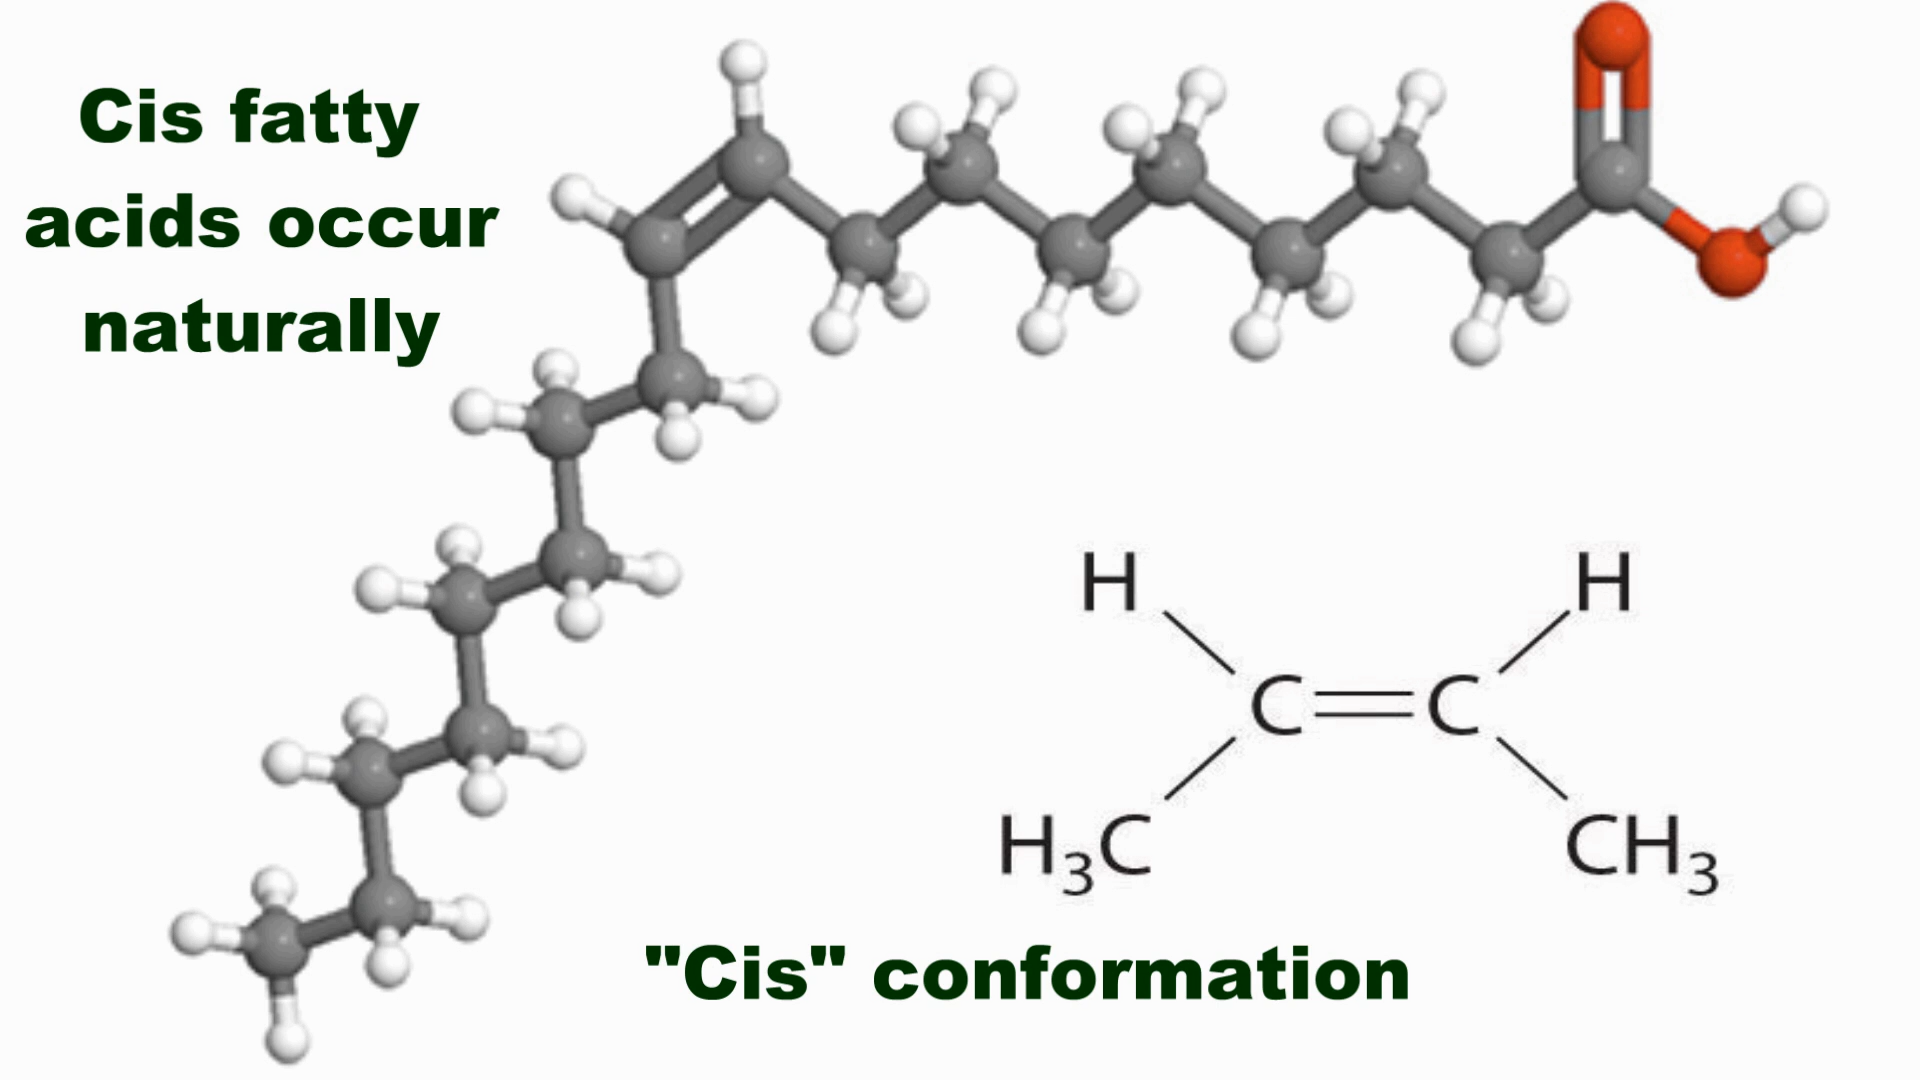 Cis fatty
acids occur
naturally
H H
C C
H₃C CH₃
"Cis" conformation